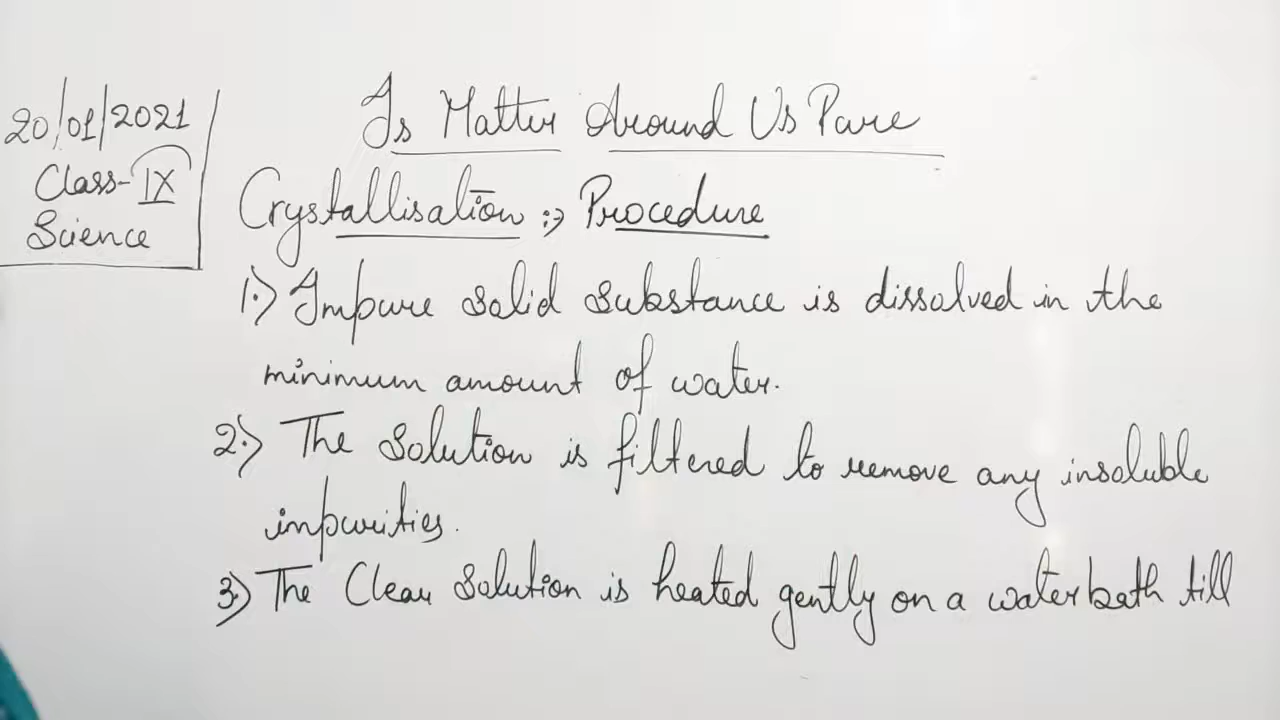 20/01/2021
Class-IX
Science
Is Matter Around Us Pure
Crystallisation :-> Procedure
1.) Impure solid substance is dissolved in the
minimum amount of water.
2.) The solution is filtered to remove any insoluble
impurities.
3.) The Clear solution is heated gently on a water bath till